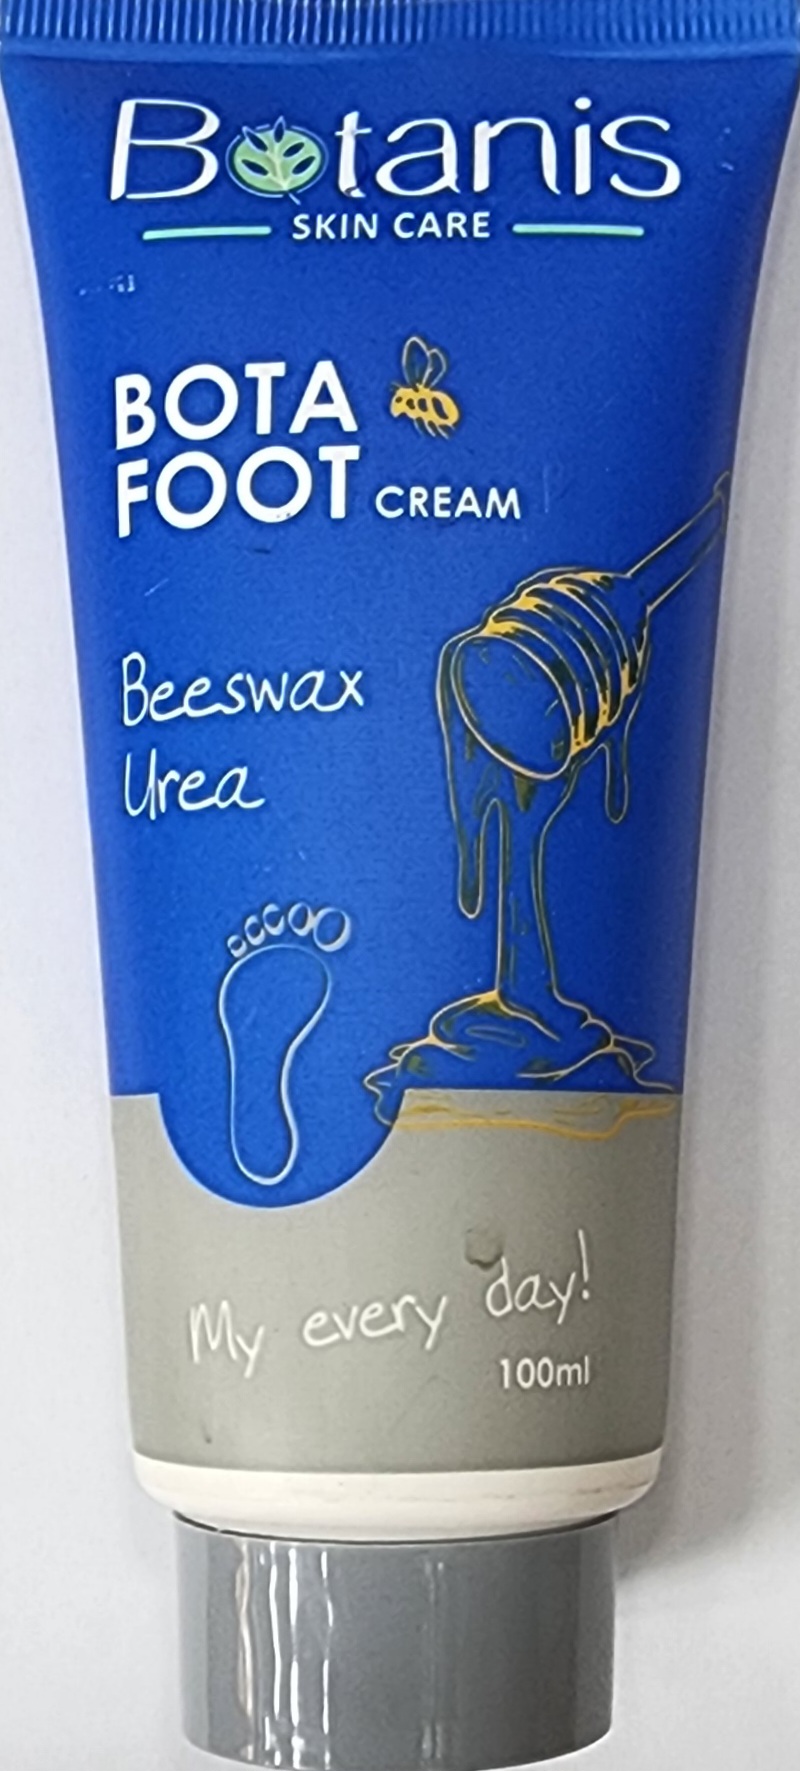 Botanis
SKIN CARE
BOTA
FOOT CREAM
Beeswax
Urea
My every day!
100ml